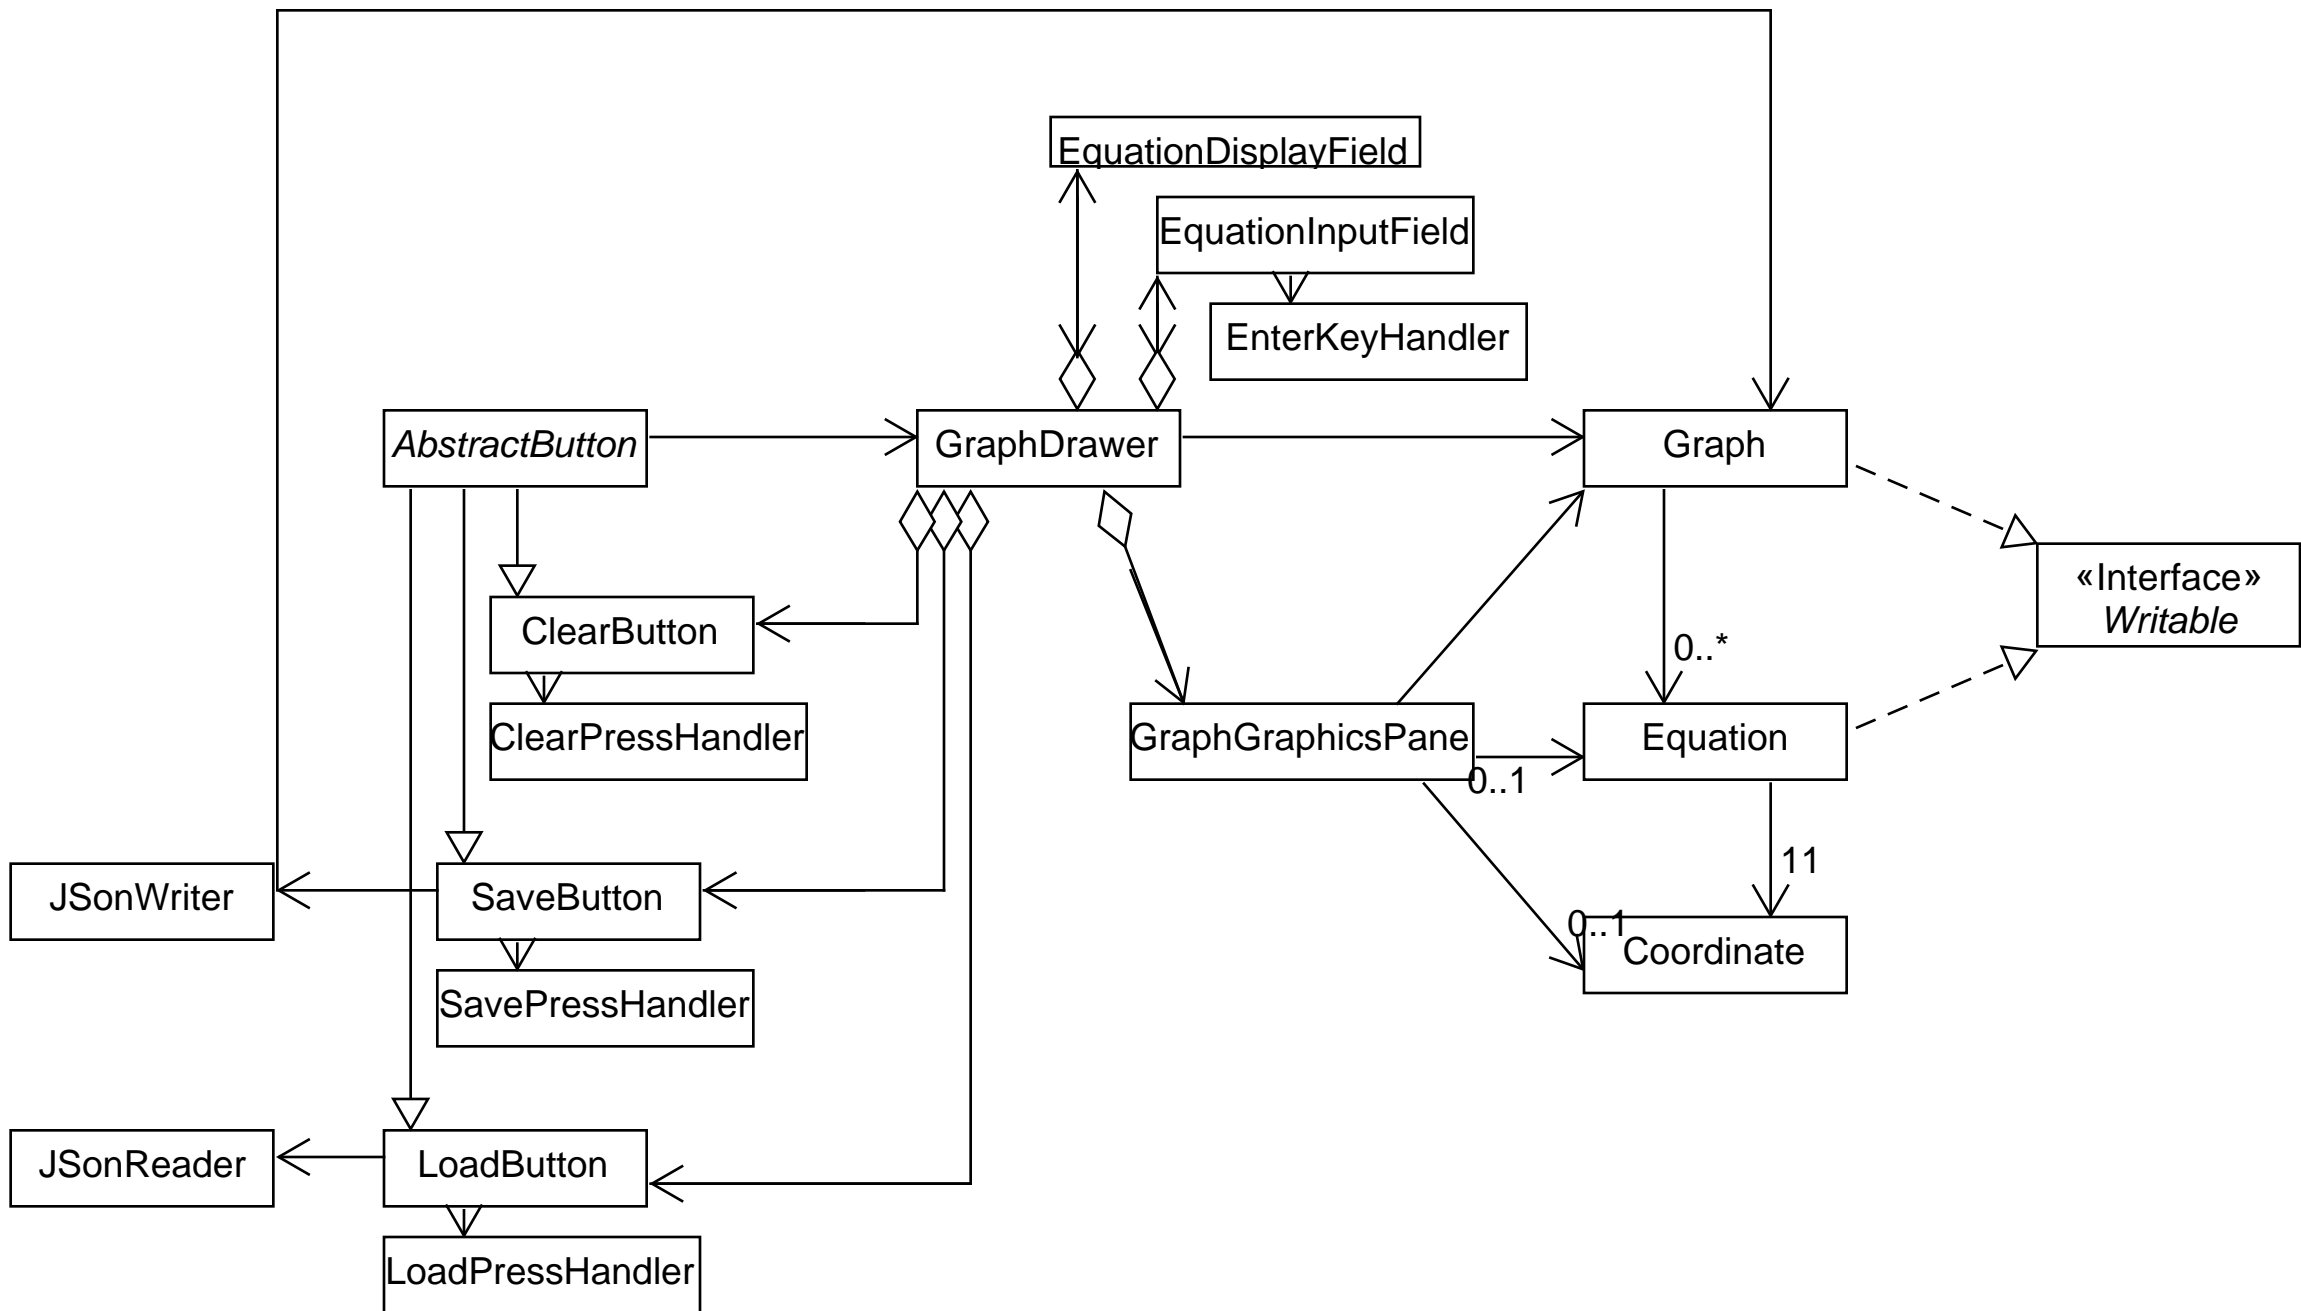 EquationDisplayField
EquationInputField
EnterKeyHandler
AbstractButton
GraphDrawer
Graph
«Interface»
Writable
ClearButton
0..*
ClearPressHandler
GraphGraphicsPane
0..1
Equation
11
JSonWriter
SaveButton
0..1
Coordinate
SavePressHandler
JSonReader
LoadButton
LoadPressHandler